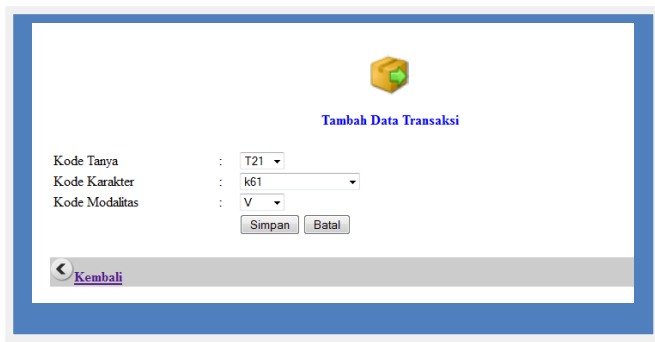 Tambah Data Transaksi
Kode Tanya : T21
Kode Karakter : k61
Kode Modalitas : V
Simpan Batal
Kembali